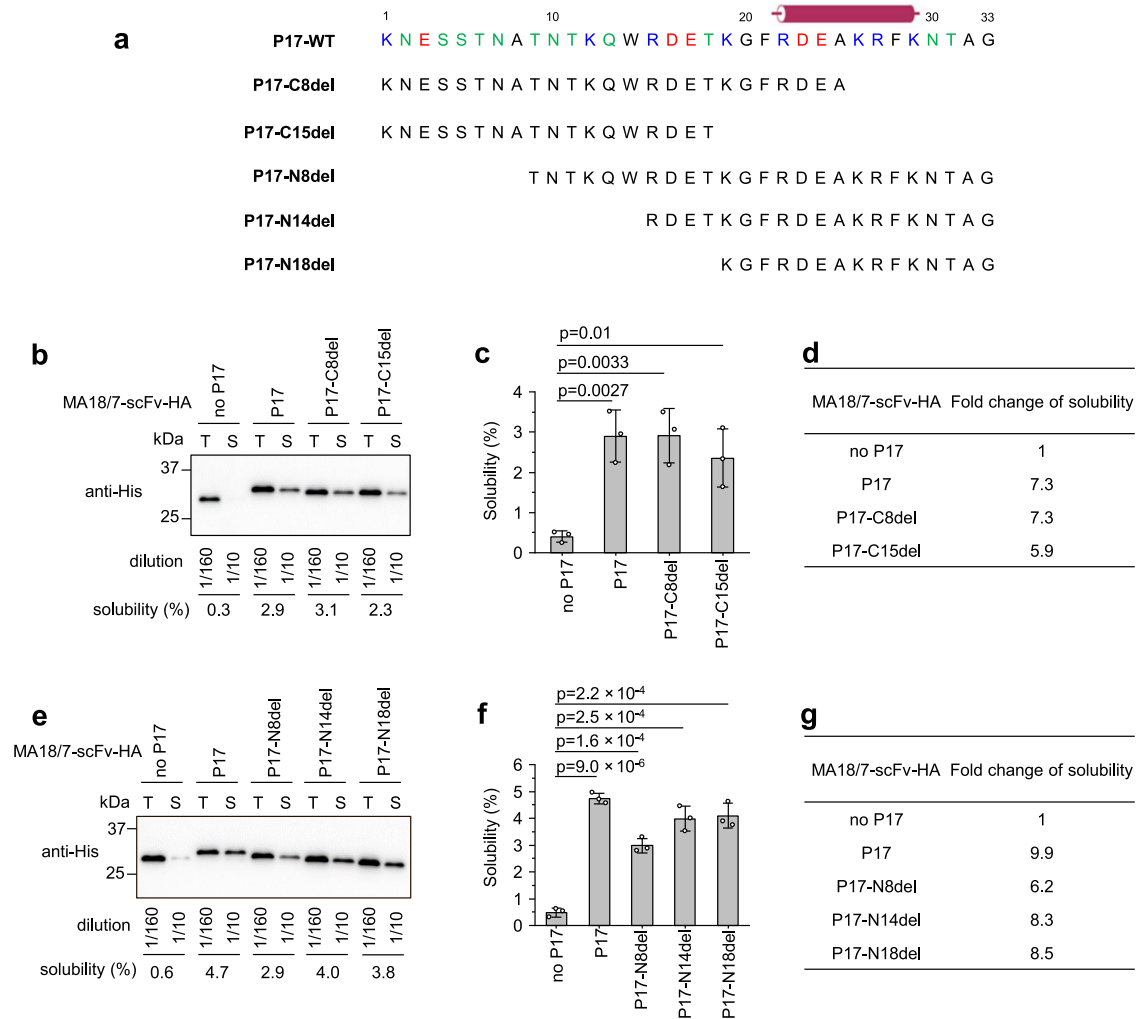 1 10 20 30 33
a
P17-WT K N E S S T N A T N T K Q W R D E T K G F R D E A K R F K N T A G
P17-C8del K N E S S T N A T N T K Q W R D E T K G F R D E A
P17-C15del K N E S S T N A T N T K Q W R D E T
P17-N8del T N T K Q W R D E T K G F R D E A K R F K N T A G
P17-N14del R D E T K G F R D E A K R F K N T A G
P17-N18del K G F R D E A K R F K N T A G
b
MA18/7-scFv-HA
no P17
P17
P17-C8del
P17-C15del
kDa T S T S T S T S
37
anti-His
25
dilution
1/160 1/10 1/160 1/10 1/160 1/10 1/160 1/10
solubility (%) 0.3 2.9 3.1 2.3
c
p=0.01
p=0.0033
p=0.0027
Solubility (%)
4
3
2
1
0
no P17
P17
P17-C8del
P17-C15del
d
MA18/7-scFv-HA Fold change of solubility
no P17 1
P17 7.3
P17-C8del 7.3
P17-C15del 5.9
e
MA18/7-scFv-HA
no P17
P17
P17-N8del
P17-N14del
P17-N18del
kDa T S T S T S T S T S
37
anti-His
25
dilution
1/160 1/10 1/160 1/10 1/160 1/10 1/160 1/10 1/160 1/10
solubility (%) 0.6 4.7 2.9 4.0 3.8
f
p=2.2 × 10⁻⁴
p=2.5 × 10⁻⁴
p=1.6 × 10⁻⁴
p=9.0 × 10⁻⁶
Solubility (%)
6
5
4
3
2
1
0
no P17
P17
P17-N8del
P17-N14del
P17-N18del
g
MA18/7-scFv-HA Fold change of solubility
no P17 1
P17 9.9
P17-N8del 6.2
P17-N14del 8.3
P17-N18del 8.5